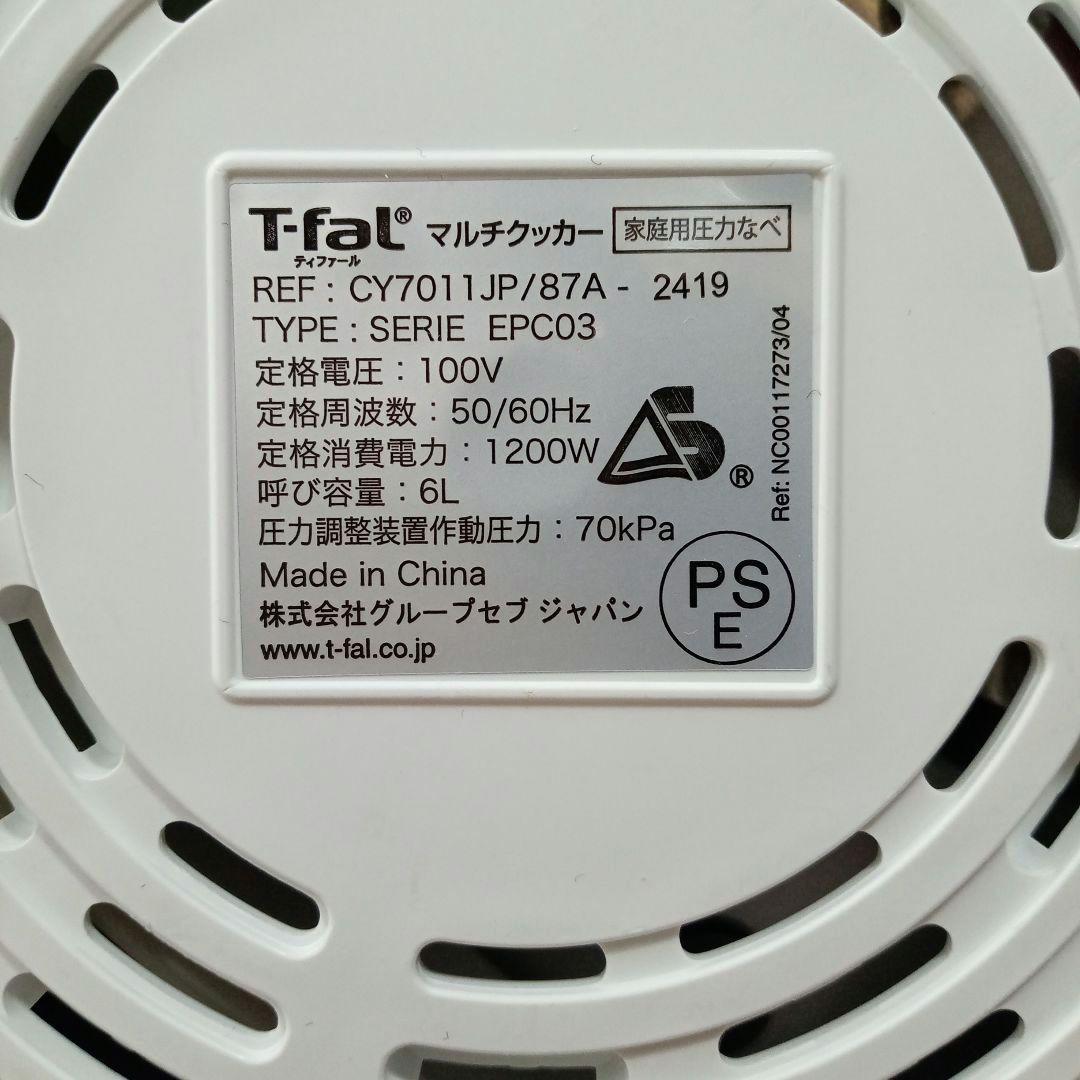 T-fal® マルチクッカー 家庭用圧力なべ
ティファール
REF : CY7011JP/87A - 2419
TYPE : SERIE EPC03
定格電圧 : 100V
定格周波数 : 50/60Hz
定格消費電力 : 1200W
呼び容量 : 6L
圧力調整装置作動圧力 : 70kPa
Made in China
株式会社グループセブ ジャパン
www.t-fal.co.jp
S®
PS
E
Ref: NC00117273/04